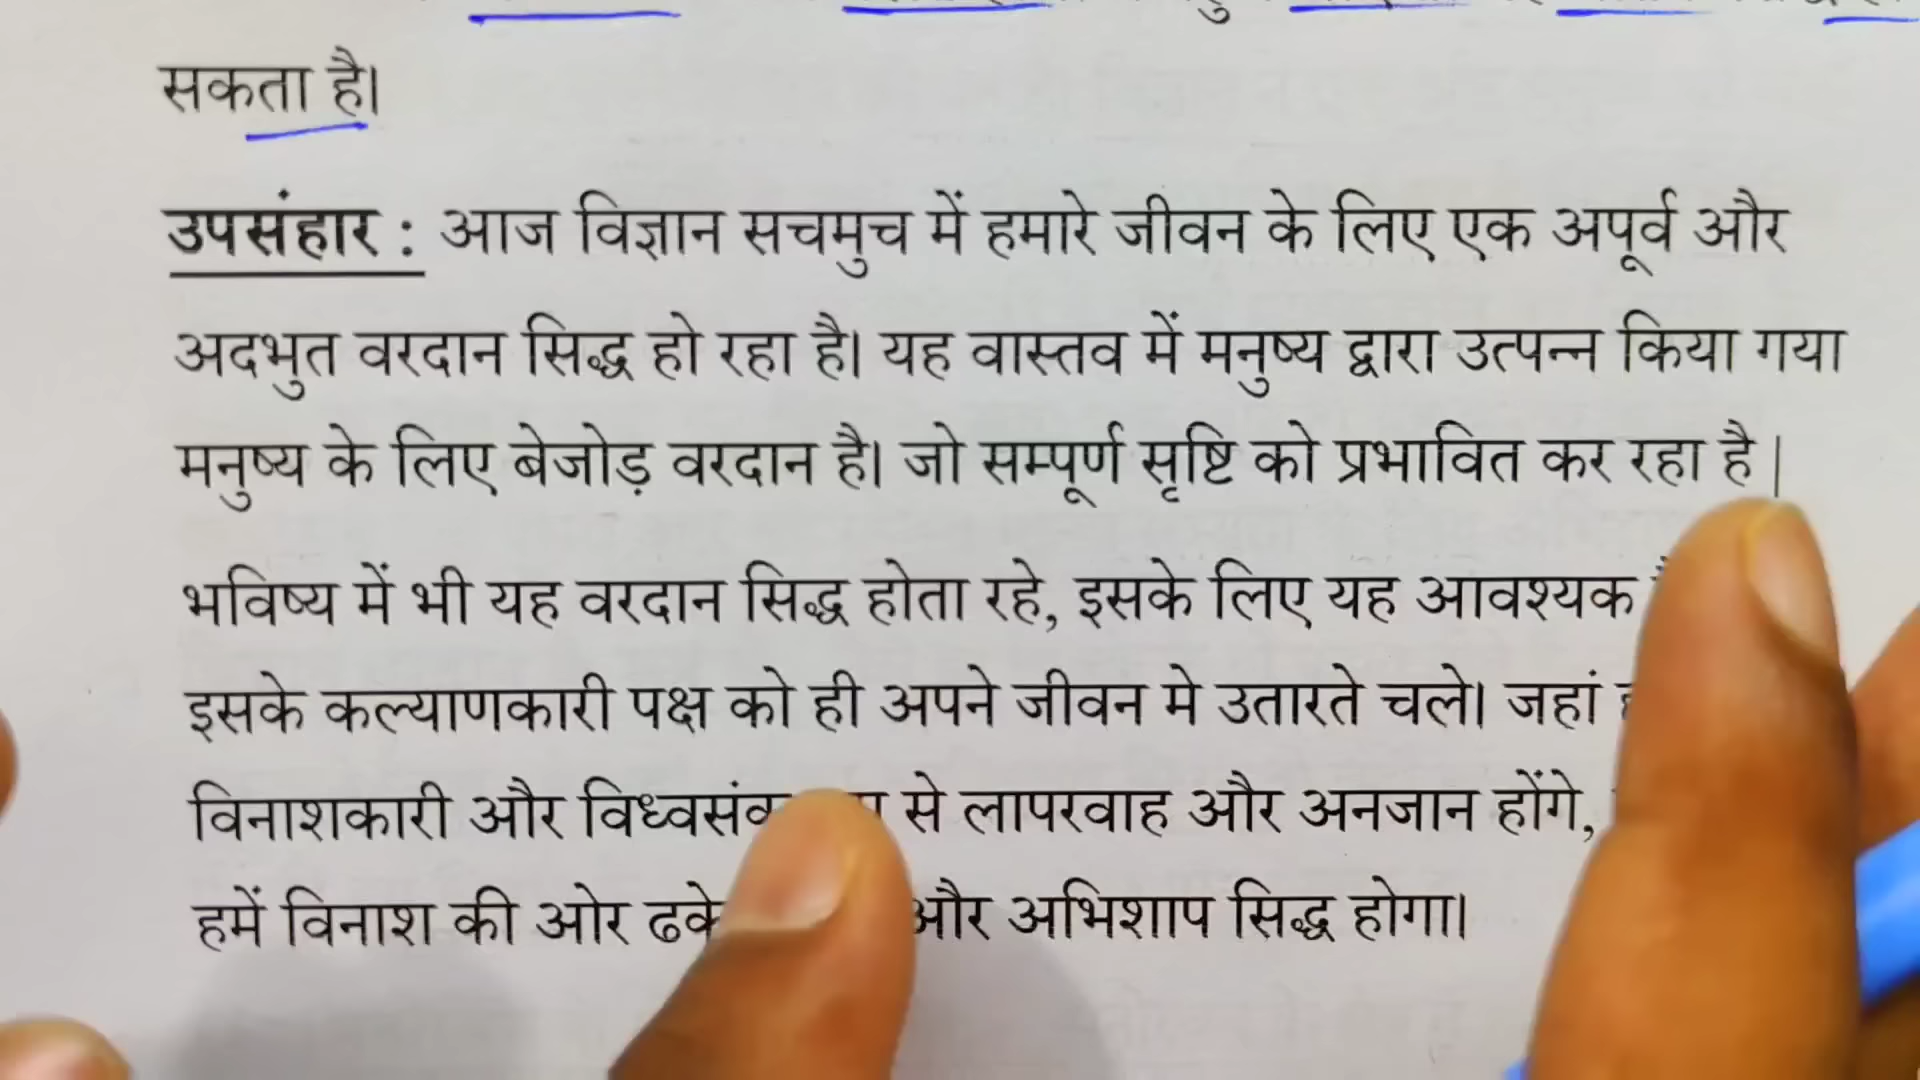 सकता है।
उपसंहार : आज विज्ञान सचमुच में हमारे जीवन के लिए एक अपूर्व और
अदभुत वरदान सिद्ध हो रहा है। यह वास्तव में मनुष्य द्वारा उत्पन्न किया गया
मनुष्य के लिए बेजोड़ वरदान है। जो सम्पूर्ण सृष्टि को प्रभावित कर रहा है |
भविष्य में भी यह वरदान सिद्ध होता रहे, इसके लिए यह आवश्यक
इसके कल्याणकारी पक्ष को ही अपने जीवन मे उतारते चले। जहां
विनाशकारी और से लापरवाह और अनजान होंगे,
हमें विनाश की ओर और अभिशाप सिद्ध होगा।